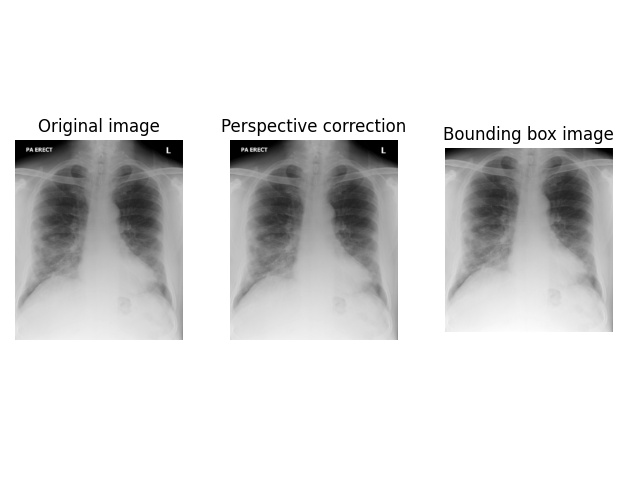 Original image
Perspective correction
Bounding box image
PA ERECT
L
PA ERECT
L